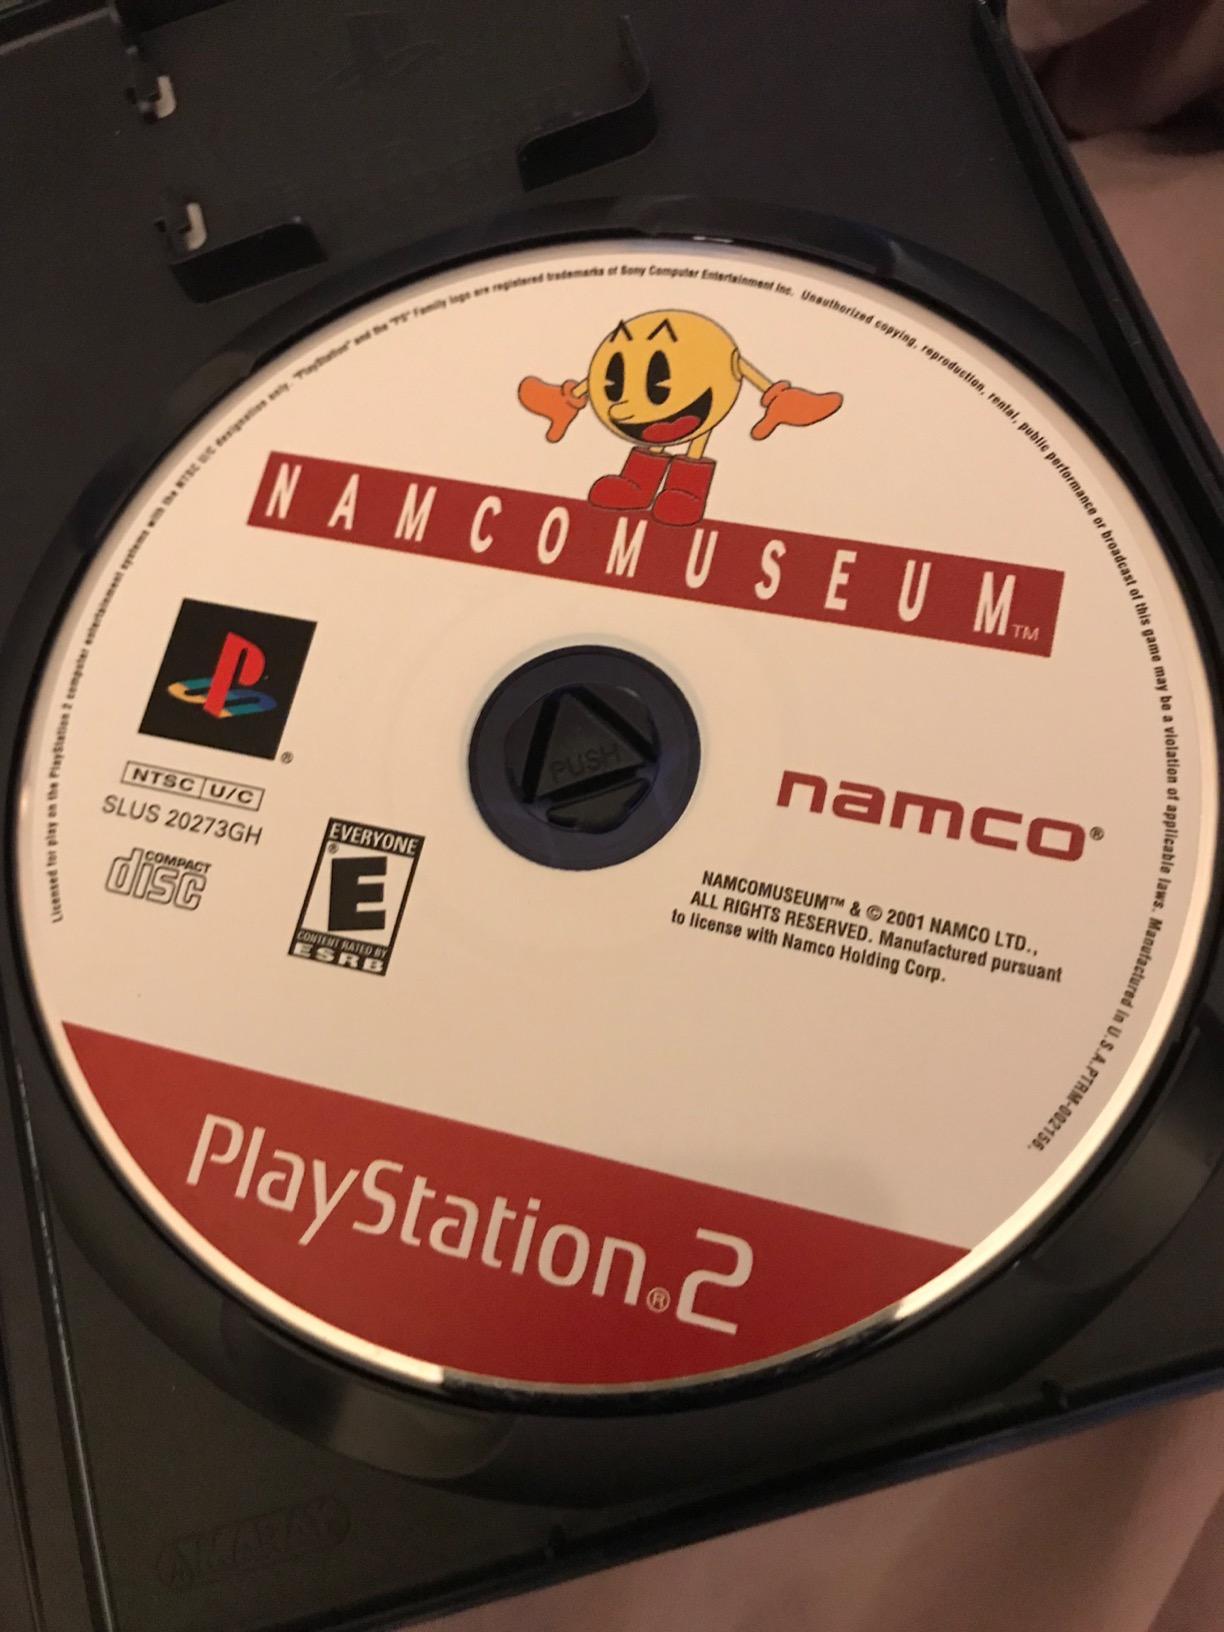 Licensed for play on the PlayStation 2 computer entertainment systems with the NTSC U/C designation only. "PlayStation" and the "PS" Family logo are registered trademarks of Sony Computer Entertainment Inc. Unauthorized copying, reproduction, rental, public performance or broadcast of this game may be a violation of applicable laws. Manufactured in U.S.A. PTRM-002156.
NAMCOMUSEUM™
®
NTSC U/C
SLUS 20273GH
COMPACT
disc
EVERYONE
E®
CONTENT RATED BY
ESRB
PUSH
namco®
NAMCOMUSEUM™ & © 2001 NAMCO LTD.,
ALL RIGHTS RESERVED. Manufactured pursuant
to license with Namco Holding Corp.
PlayStation®2
AMARAY